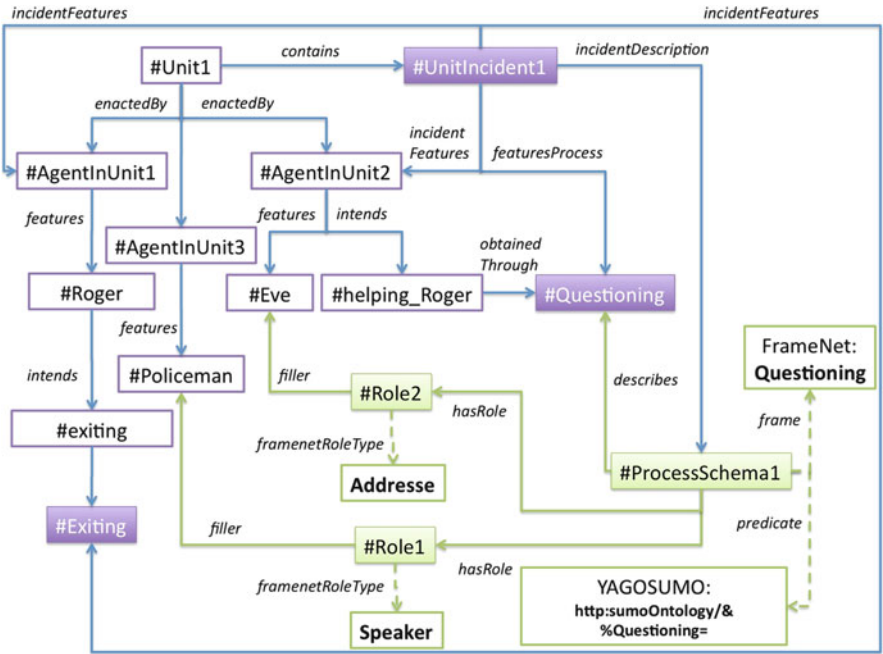 incidentFeatures
incidentFeatures
contains
incidentDescription
#Unit1
#UnitIncident1
enactedBy
enactedBy
incident
Features
featuresProcess
#AgentInUnit1
#AgentInUnit2
features
features
intends
#AgentInUnit3
obtained
Through
#Roger
#Eve
#helping_Roger
#Questioning
features
FrameNet:
Questioning
intends
#Policeman
filler
describes
#Role2
hasRole
frame
#exiting
framenetRoleType
#ProcessSchema1
Addresse
predicate
#Exiting
filler
#Role1
hasRole
framenetRoleType
YAGOSUMO:
http:sumoOntology/&
%Questioning=
Speaker